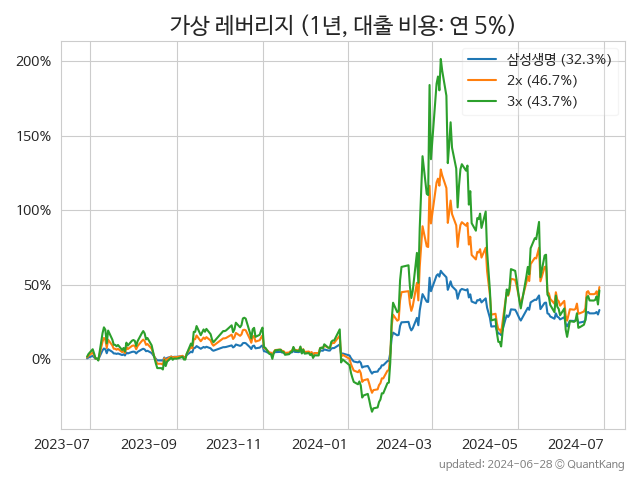 가상 레버리지 (1년, 대출 비용: 연 5%)
삼성생명 (32.3%)
2x (46.7%)
3x (43.7%)
200%
150%
100%
50%
0%
2023-07 2023-09 2023-11 2024-01 2024-03 2024-05 2024-07
updated: 2024-06-28 © QuantKang